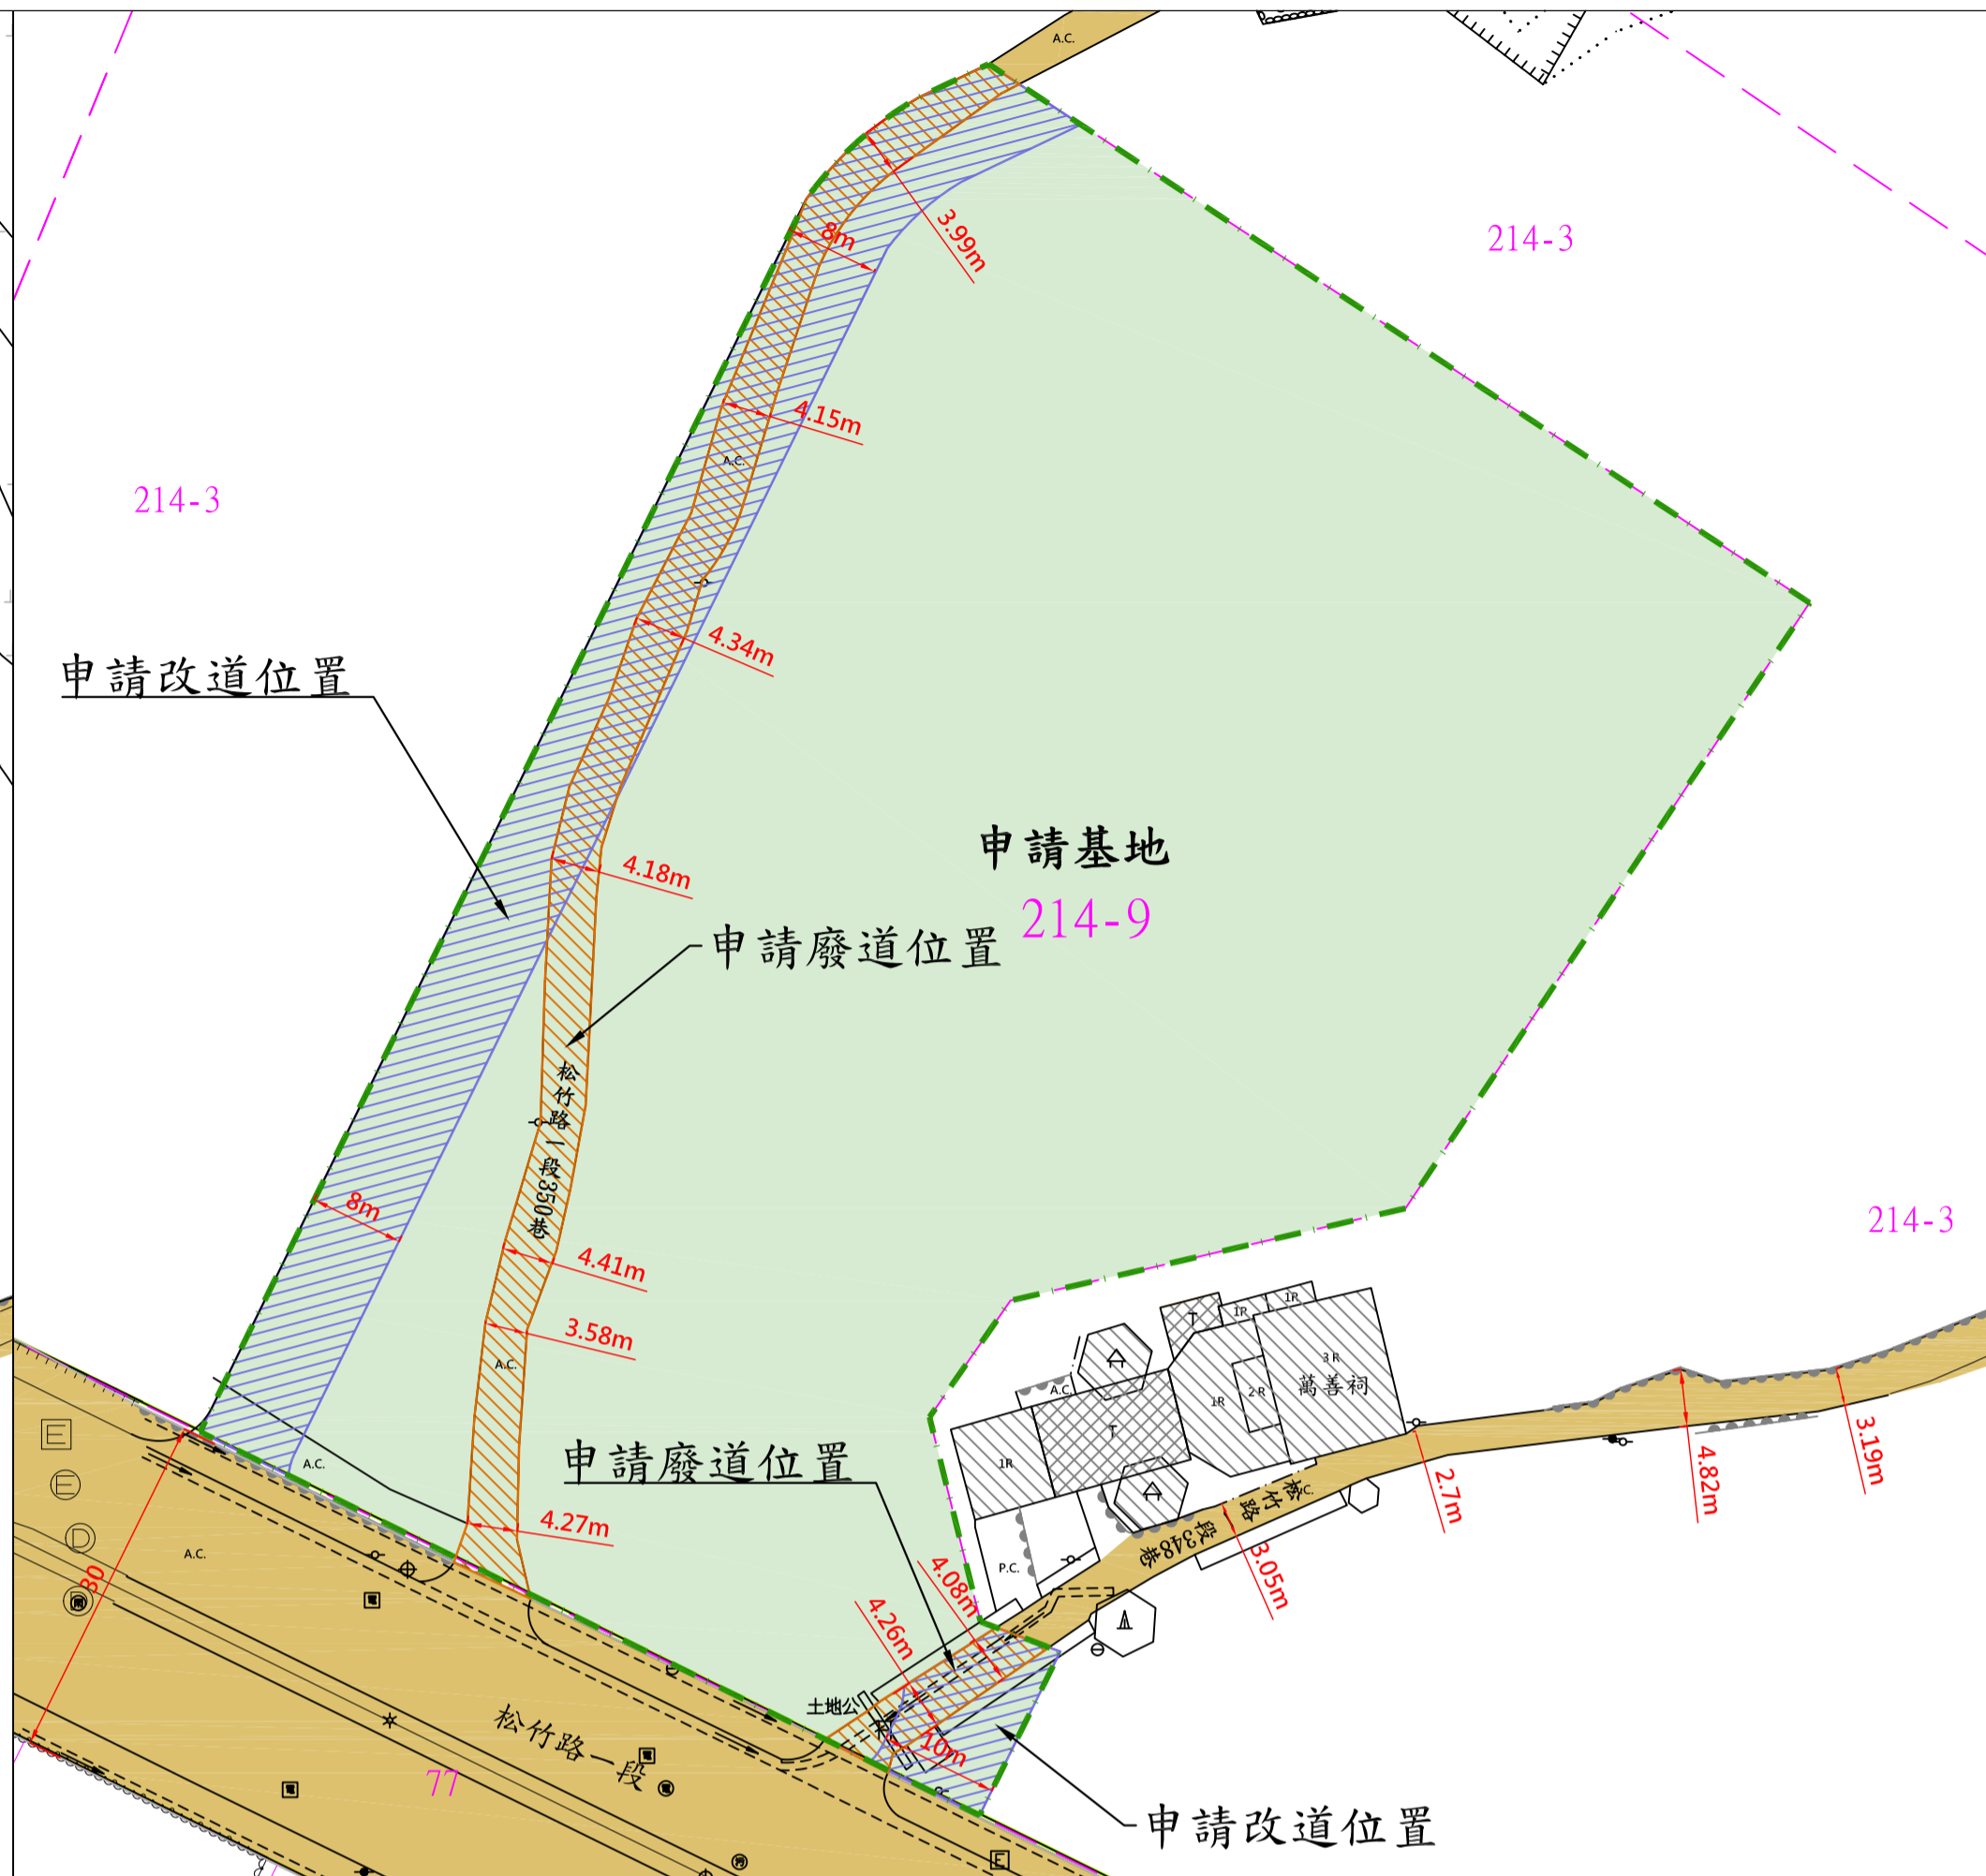 A.C.
214-3
3.99m
8m
4.15m
A.C.
214-3
4.34m
申請改道位置
申請基地
4.18m
214-9
申請廢道位置
松竹路一段350巷
8m
214-3
4.41m
3.58m
A.C.
T
1R
1R
3R
萬善祠
2R
1R
A.C.
T
1R
申請廢道位置
A.C.
E
E
D
A.C.
30
電
4.27m
P.C.
松竹路一段348巷
A.C.
2.7m
4.82m
3.19m
3.05m
4.08m
4.26m
土地公
10m
松竹路一段
電
電
77
電
申請改道位置
E